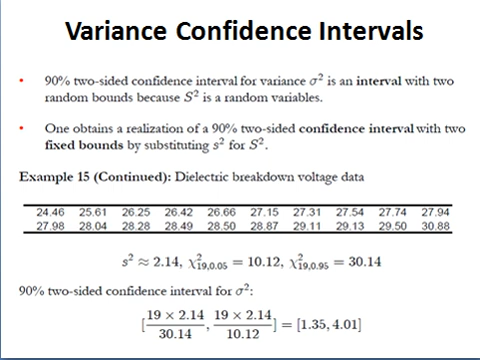 Variance Confidence Intervals
• 90% two-sided confidence interval for variance σ² is an interval with two
random bounds because S² is a random variables.
• One obtains a realization of a 90% two-sided confidence interval with two
fixed bounds by substituting s² for S².
Example 15 (Continued): Dielectric breakdown voltage data
24.46 25.61 26.25 26.42 26.66 27.15 27.31 27.54 27.74 27.94
27.98 28.04 28.28 28.49 28.50 28.87 29.11 29.13 29.50 30.88
s² ≈ 2.14, χ²19,0.05 = 10.12, χ²19,0.95 = 30.14
90% two-sided confidence interval for σ²:
[19 × 2.14 / 30.14, 19 × 2.14 / 10.12] = [1.35, 4.01]